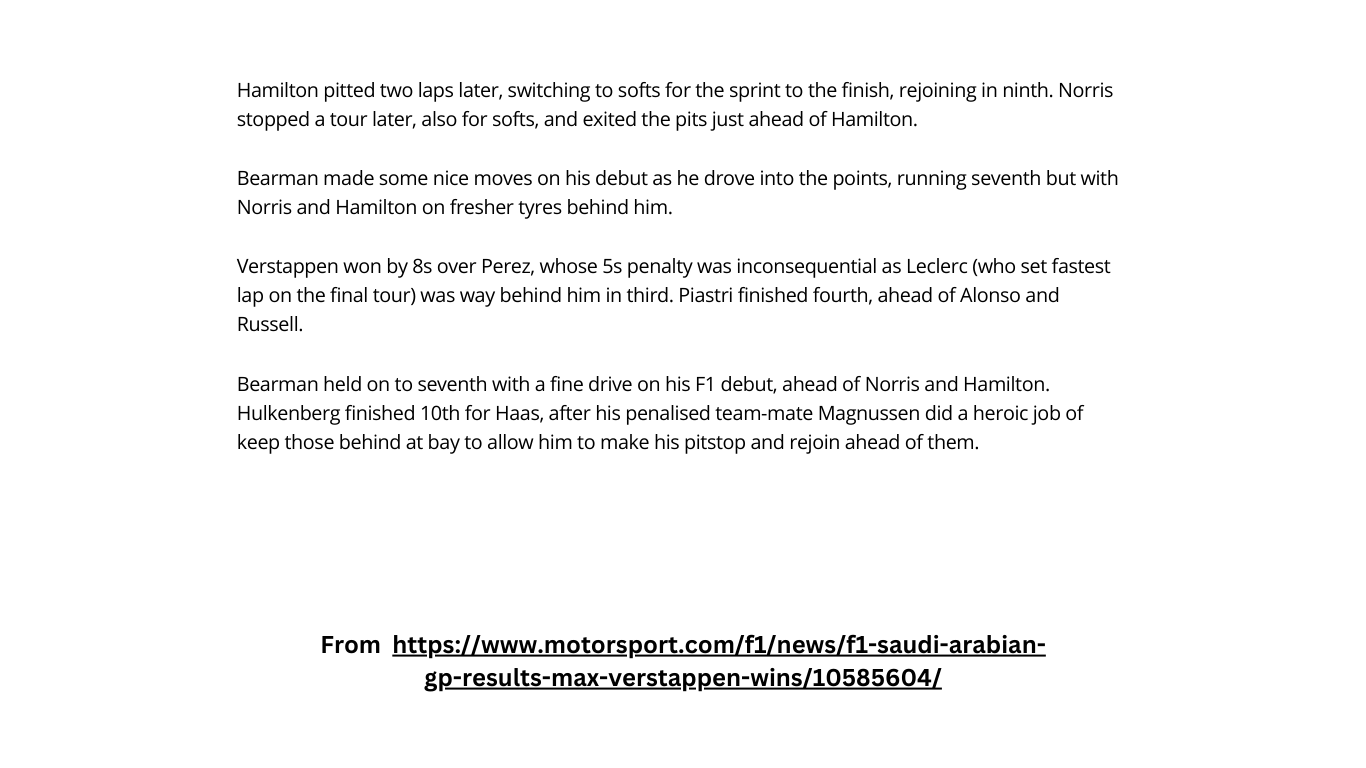 Hamilton pitted two laps later, switching to softs for the sprint to the finish, rejoining in ninth. Norris
stopped a tour later, also for softs, and exited the pits just ahead of Hamilton.
Bearman made some nice moves on his debut as he drove into the points, running seventh but with
Norris and Hamilton on fresher tyres behind him.
Verstappen won by 8s over Perez, whose 5s penalty was inconsequential as Leclerc (who set fastest
lap on the final tour) was way behind him in third. Piastri finished fourth, ahead of Alonso and
Russell.
Bearman held on to seventh with a fine drive on his F1 debut, ahead of Norris and Hamilton.
Hulkenberg finished 10th for Haas, after his penalised team-mate Magnussen did a heroic job of
keep those behind at bay to allow him to make his pitstop and rejoin ahead of them.
From https://www.motorsport.com/f1/news/f1-saudi-arabian-
gp-results-max-verstappen-wins/10585604/